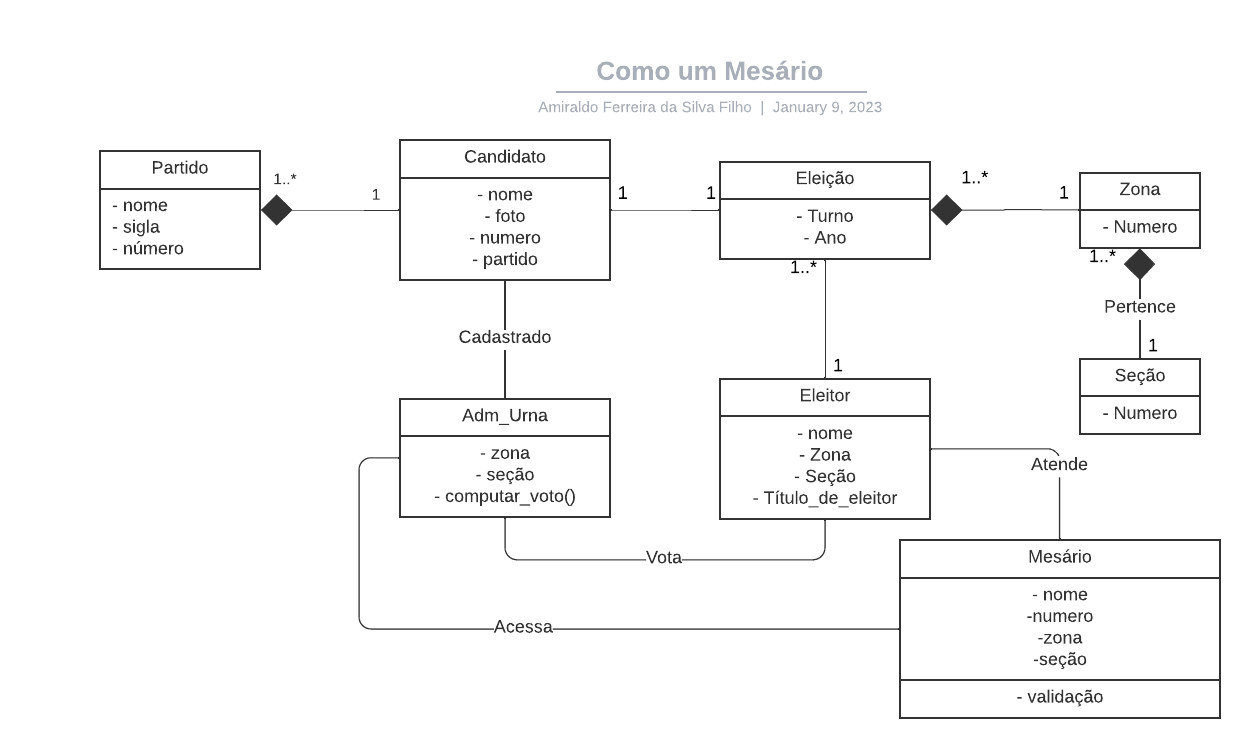 Como um Mesário
Amiraldo Ferreira da Silva Filho | January 9, 2023
Partido
- nome
- sigla
- número
1..*
1
Candidato
- nome
- foto
- numero
- partido
1
1
Eleição
- Turno
- Ano
1..*
1
Zona
- Numero
1..*
Pertence
1
Seção
- Numero
Cadastrado
1..*
1
Adm_Urna
- zona
- seção
- computar_voto()
Eleitor
- nome
- Zona
- Seção
- Título_de_eleitor
Atende
Vota
Acessa
Mesário
- nome
-numero
-zona
-seção
- validação